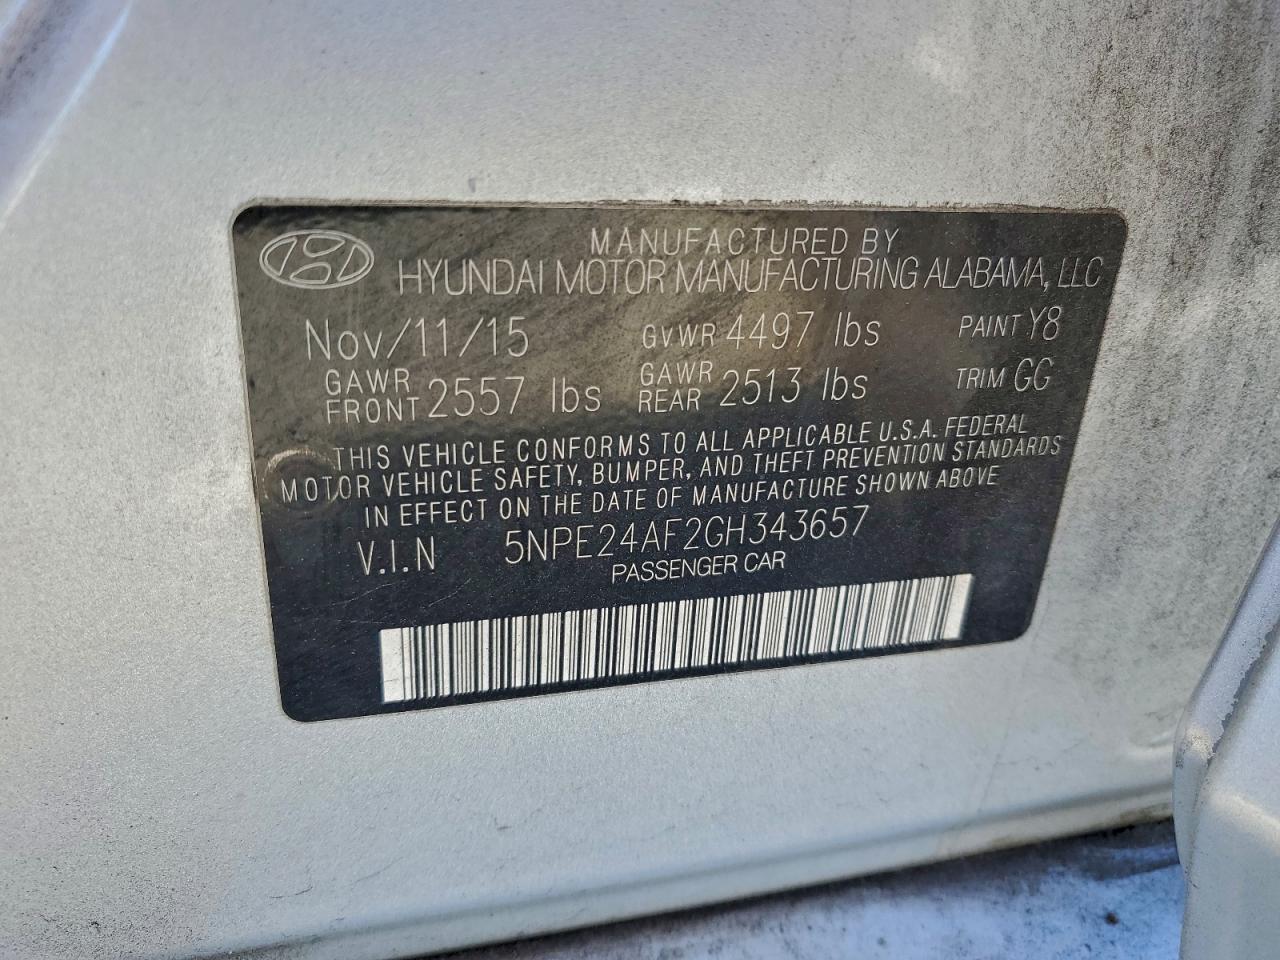 MANUFACTURED BY
HYUNDAI MOTOR MANUFACTURING ALABAMA, LLC
Nov/11/15 GVWR 4497 lbs PAINT Y8
GAWR FRONT 2557 lbs GAWR REAR 2513 lbs TRIM GG
THIS VEHICLE CONFORMS TO ALL APPLICABLE U.S.A. FEDERAL
MOTOR VEHICLE SAFETY, BUMPER, AND THEFT PREVENTION STANDARDS
IN EFFECT ON THE DATE OF MANUFACTURE SHOWN ABOVE
V.I.N 5NPE24AF2GH343657
PASSENGER CAR